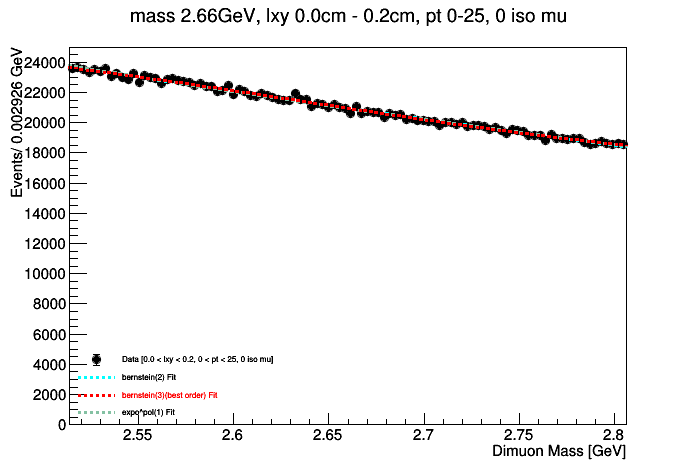 mass 2.66GeV, lxy 0.0cm - 0.2cm, pt 0-25, 0 iso mu
Events/ 0.002926 GeV
24000
22000
20000
18000
16000
14000
12000
10000
8000
6000
4000
2000
0
Data [0.0 < lxy < 0.2, 0 < pt < 25, 0 iso mu]
bernstein(2) Fit
bernstein(3)(best order) Fit
expo*pol(1) Fit
2.55 2.6 2.65 2.7 2.75 2.8
Dimuon Mass [GeV]